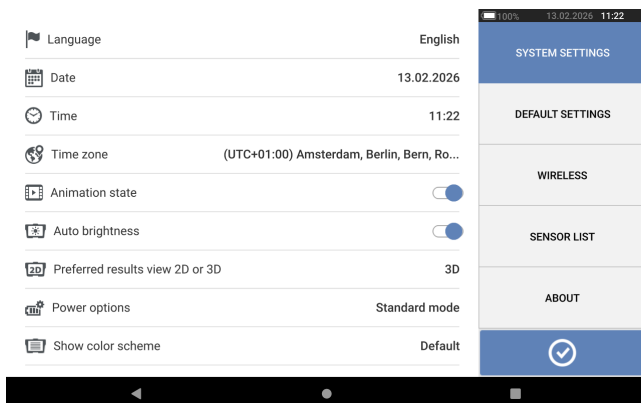 100% 13.02.2026 11:22
Language English
Date 13.02.2026
Time 11:22
Time zone (UTC+01:00) Amsterdam, Berlin, Bern, Ro...
Animation state
Auto brightness
2D Preferred results view 2D or 3D 3D
Power options Standard mode
Show color scheme Default
SYSTEM SETTINGS
DEFAULT SETTINGS
WIRELESS
SENSOR LIST
ABOUT